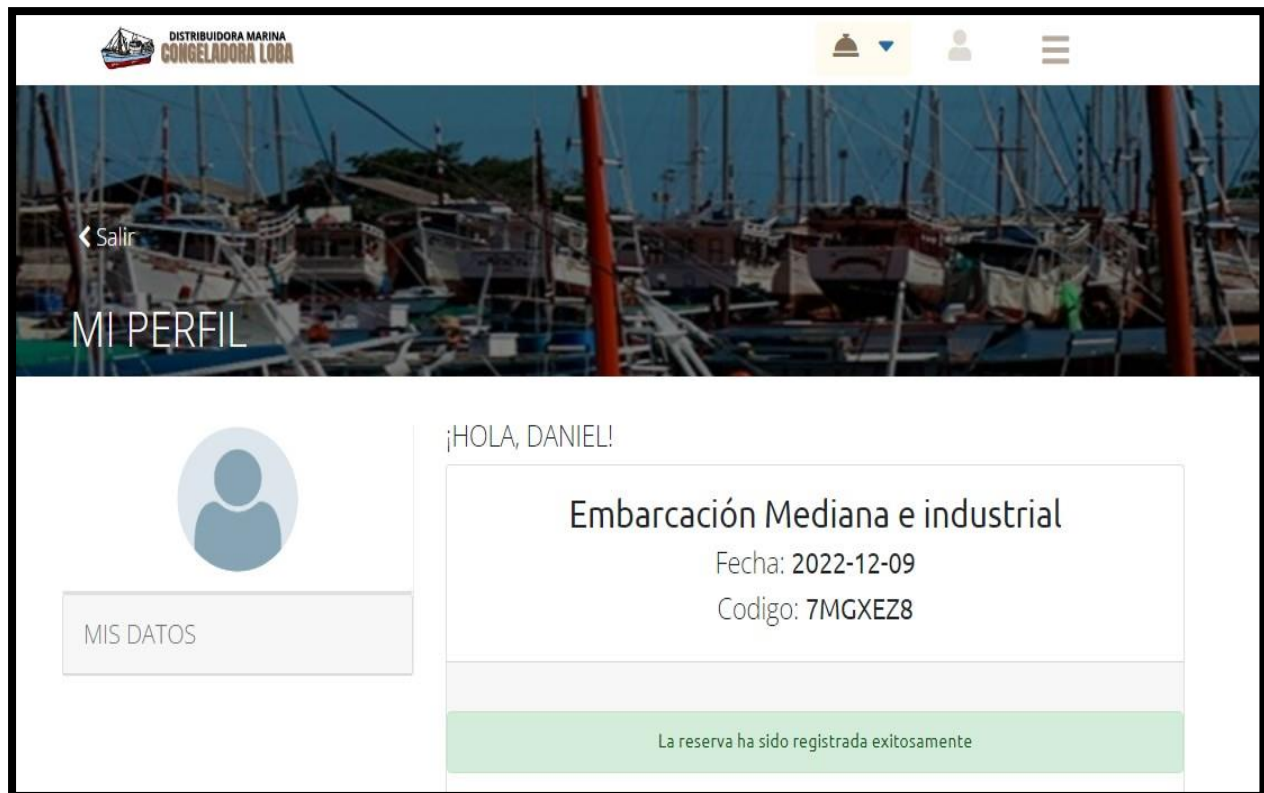 DISTRIBUIDORA MARINA
CONGELADORA LOBA
Salir
MI PERFIL
¡HOLA, DANIEL!
Embarcación Mediana e industrial
Fecha: 2022-12-09
Codigo: 7MGXEZ8
MIS DATOS
La reserva ha sido registrada exitosamente